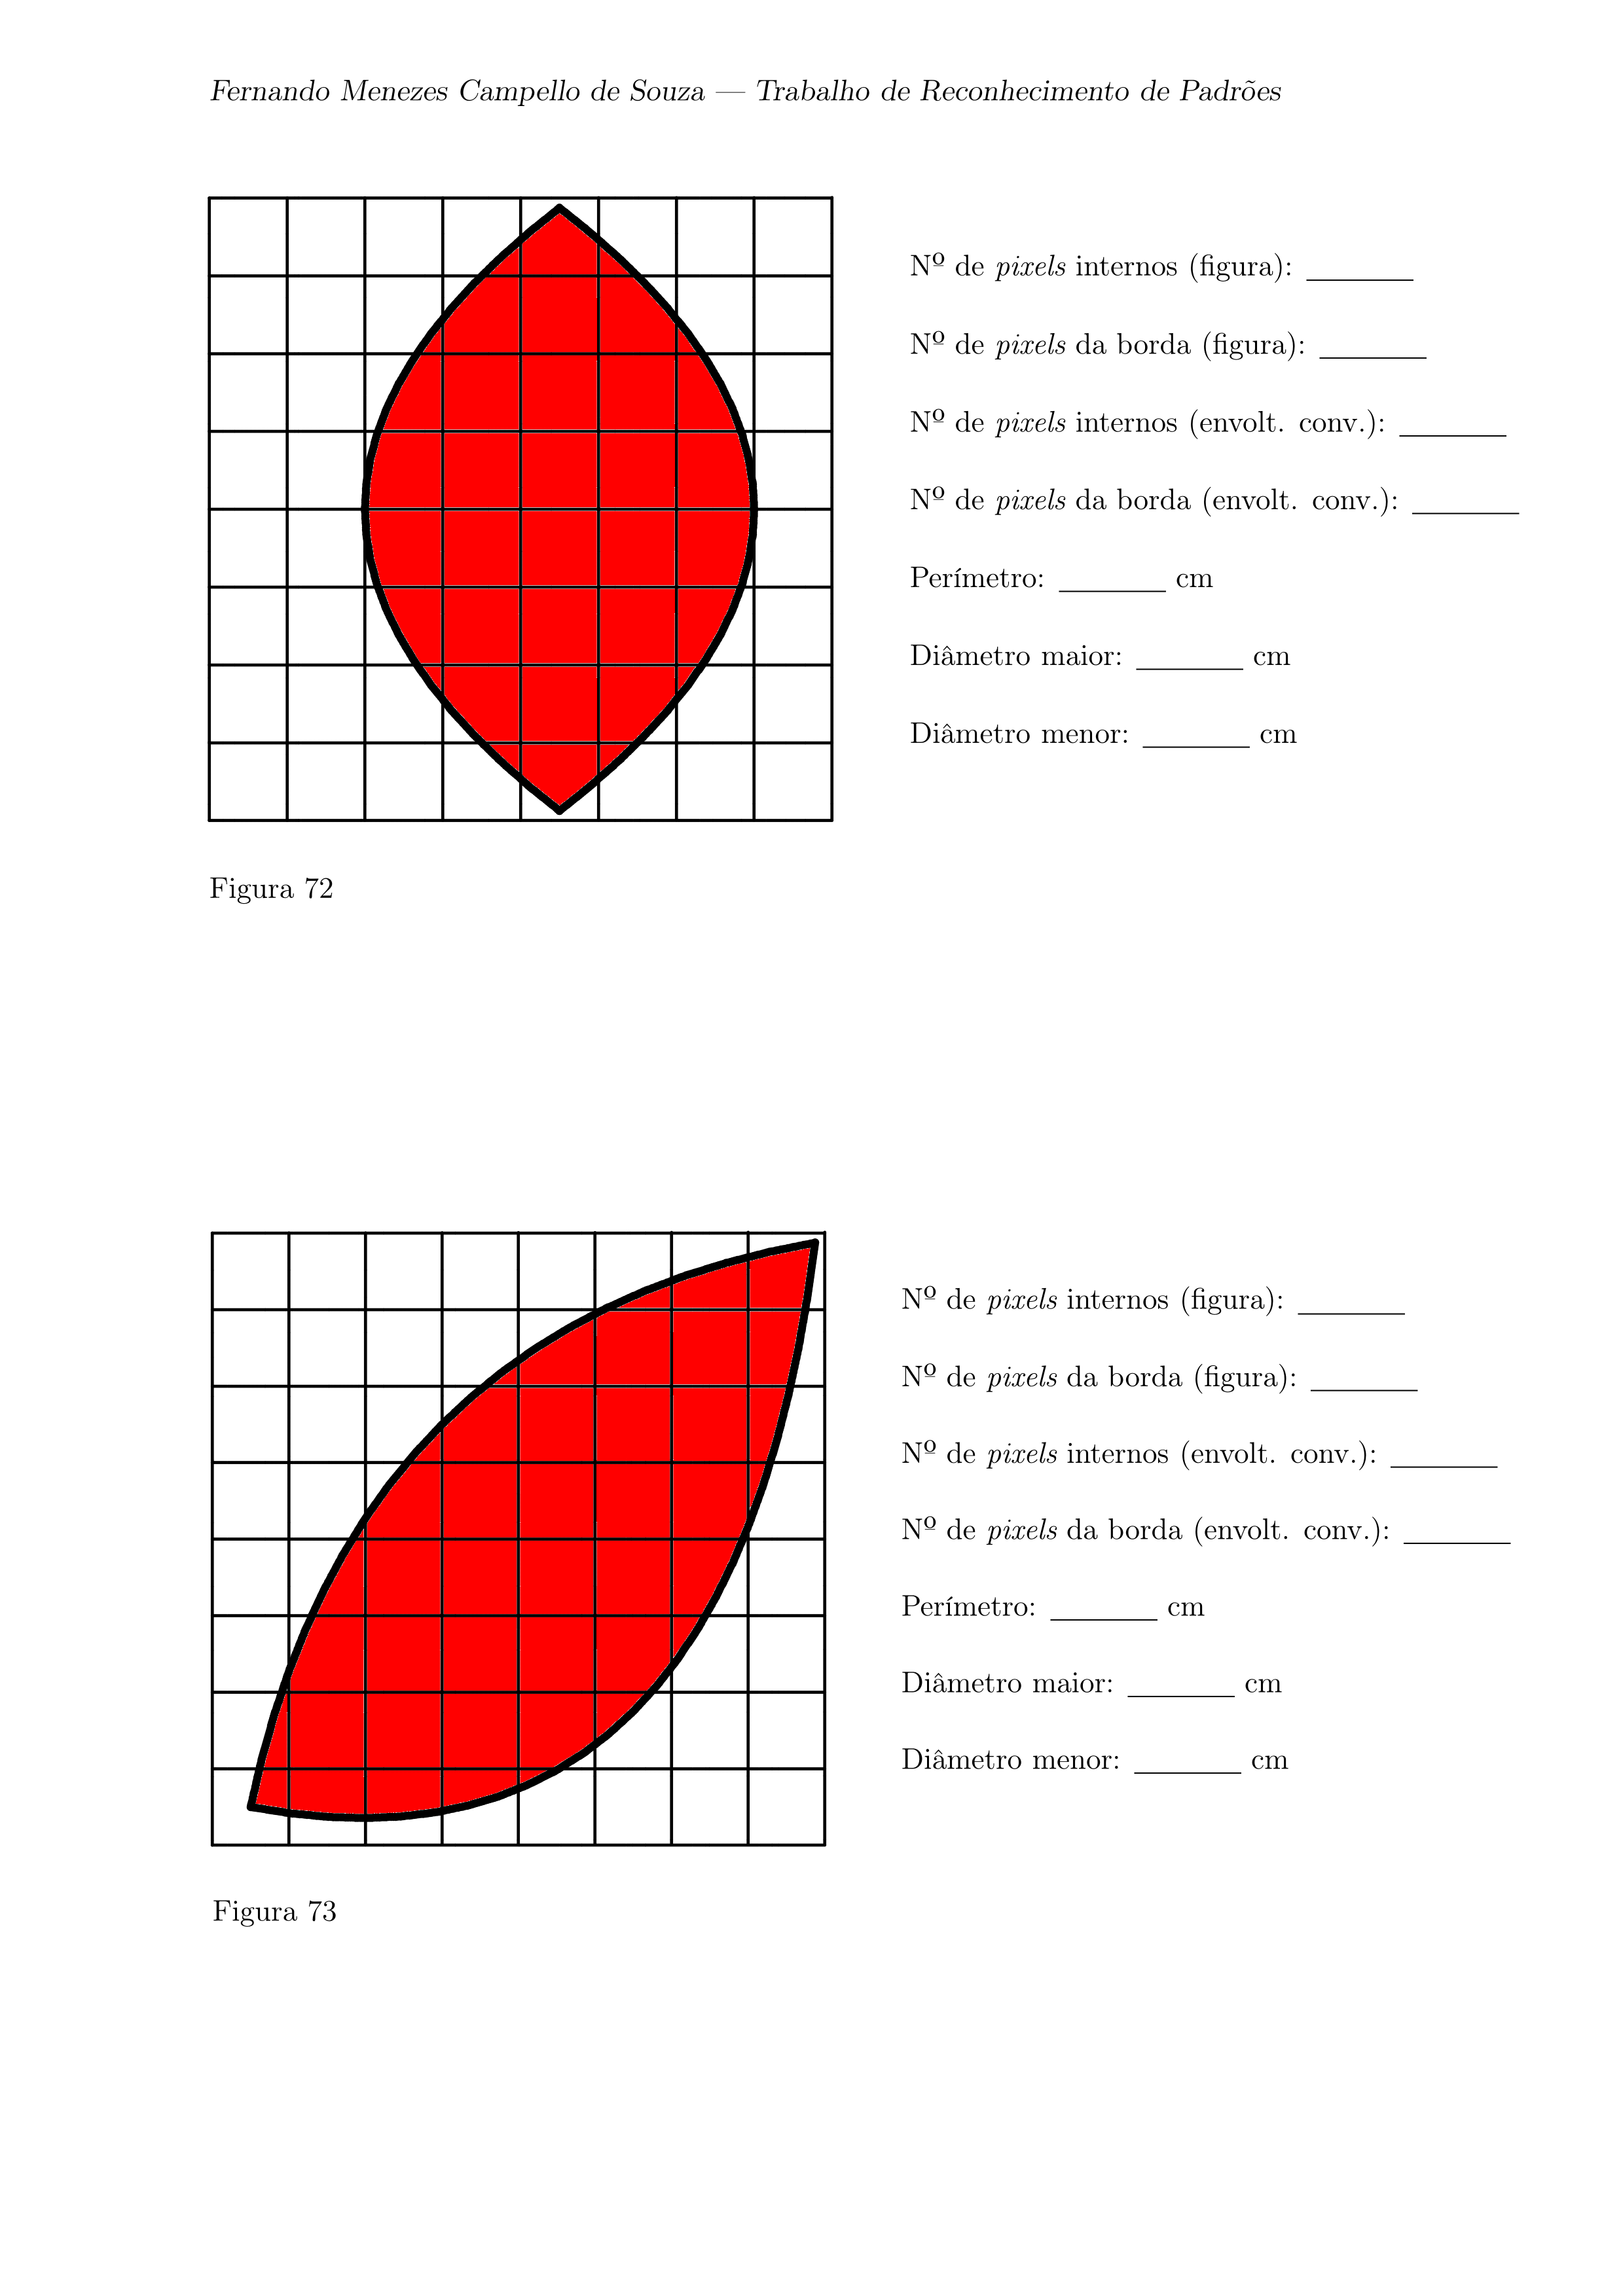 Fernando Menezes Campello de Souza — Trabalho de Reconhecimento de Padrões
Nº de pixels internos (figura): _______
Nº de pixels da borda (figura): _______
Nº de pixels internos (envolt. conv.): _______
Nº de pixels da borda (envolt. conv.): _______
Perímetro: _______ cm
Diâmetro maior: _______ cm
Diâmetro menor: _______ cm
Figura 72
Nº de pixels internos (figura): _______
Nº de pixels da borda (figura): _______
Nº de pixels internos (envolt. conv.): _______
Nº de pixels da borda (envolt. conv.): _______
Perímetro: _______ cm
Diâmetro maior: _______ cm
Diâmetro menor: _______ cm
Figura 73